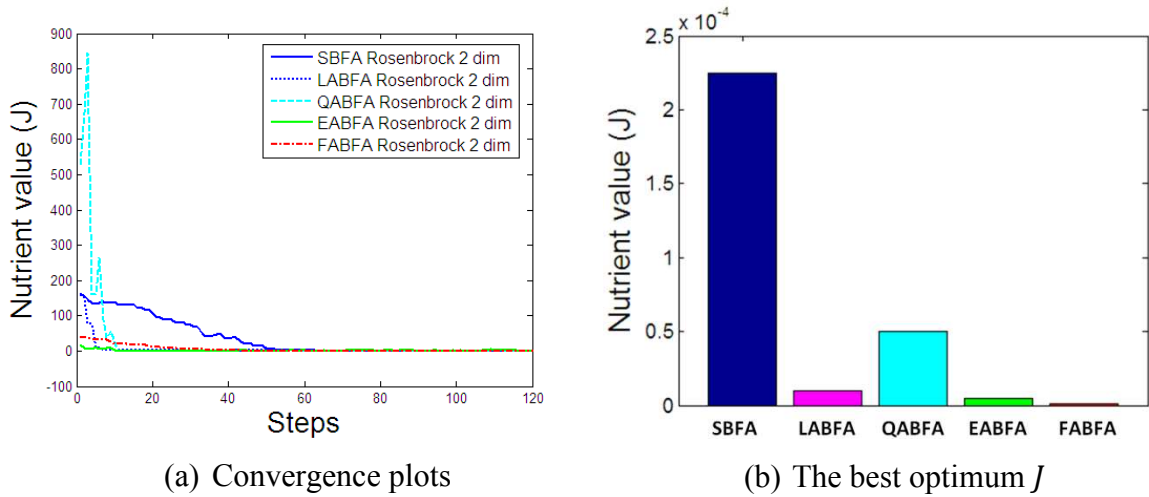 900
800
700
600
500
400
300
200
100
0
-100
Nutrient value (J)
SBFA Rosenbrock 2 dim
LABFA Rosenbrock 2 dim
QABFA Rosenbrock 2 dim
EABFA Rosenbrock 2 dim
FABFA Rosenbrock 2 dim
0 20 40 60 80 100 120
Steps
(a) Convergence plots
x 10⁻⁴
2.5
2
1.5
1
0.5
0
Nutrient value (J)
SBFA LABFA QABFA EABFA FABFA
(b) The best optimum J